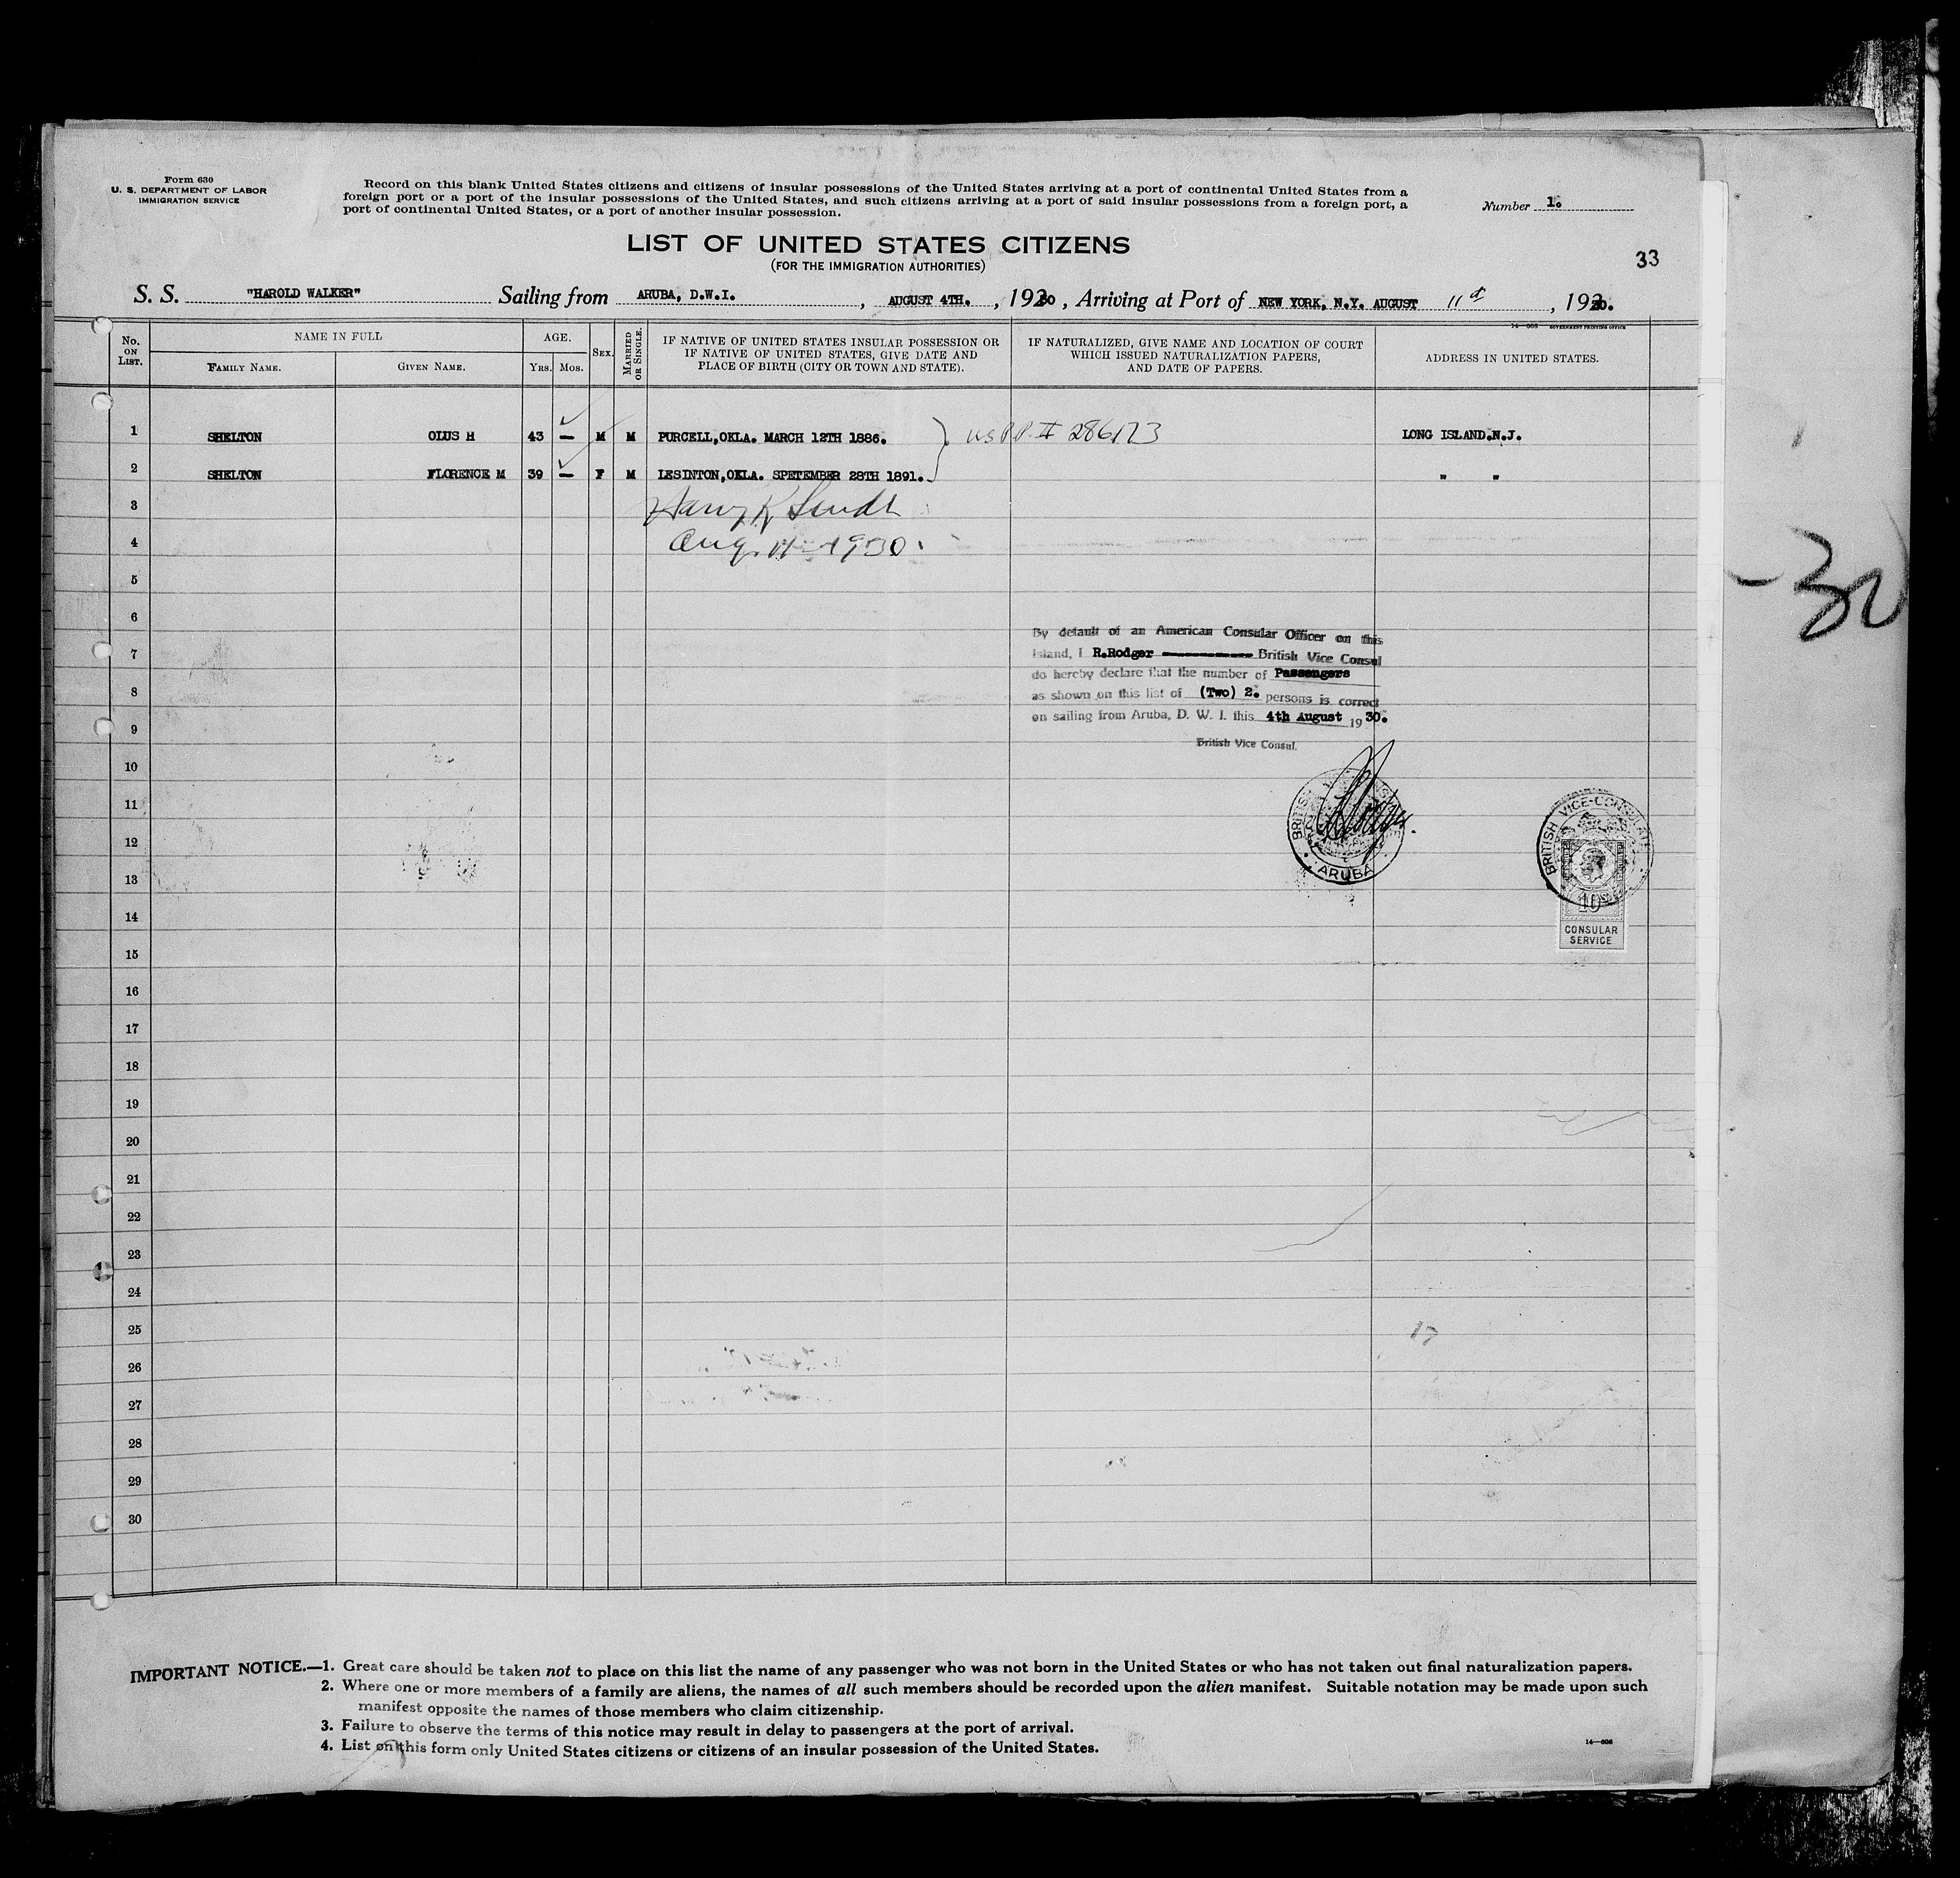 Form 630
U. S. DEPARTMENT OF LABOR
IMMIGRATION SERVICE
Record on this blank United States citizens and citizens of insular possessions of the United States arriving at a port of continental United States from a
foreign port or a port of the insular possessions of the United States, and such citizens arriving at a port of said insular possessions from a foreign port, a
port of continental United States, or a port of another insular possession.
Number 1.
LIST OF UNITED STATES CITIZENS
(FOR THE IMMIGRATION AUTHORITIES)
33
S. S. "HAROLD WALKER" Sailing from ARUBA, D.W.I. , AUGUST 4TH. , 1930 , Arriving at Port of NEW YORK, N.Y. AUGUST 11th , 1930.
14—608 GOVERNMENT PRINTING OFFICE
No. ON LIST. NAME IN FULL AGE. SEX. MARRIED OR SINGLE. IF NATIVE OF UNITED STATES INSULAR POSSESSION OR IF NATIVE OF UNITED STATES, GIVE DATE AND PLACE OF BIRTH (CITY OR TOWN AND STATE). IF NATURALIZED, GIVE NAME AND LOCATION OF COURT WHICH ISSUED NATURALIZATION PAPERS, AND DATE OF PAPERS. ADDRESS IN UNITED STATES.
FAMILY NAME. GIVEN NAME. YRS. MOS.
1 SHELTON OLUS H 43 — M M PURCELL,OKLA. MARCH 12TH 1886. US P.P. # 286123 LONG ISLAND.N.J.
2 SHELTON FLORENCE M 39 — F M LESINTON,OKLA. SPETEMBER 28TH 1891. " "
3 Harry K
4 Aug. 11 - 1930.
5
6
By default of an American Consular Officer on this
7
Island, I R.Rodger ———— British Vice Consul
do hereby declare that the number of Passengers
8
as shown on this list of (Two) 2. persons is correct
on sailing from Aruba, D. W. I. this 4th August 1930.
9
British Vice Consul.
10
11
BRITISH ARUBA
BRITISH VICE-CONSULATE
12
13
14
10
CONSULAR
SERVICE
15
16
17
18
19
20
21
22
23
24
25
17
26
27
28
29
30
-30
IMPORTANT NOTICE.—1. Great care should be taken not to place on this list the name of any passenger who was not born in the United States or who has not taken out final naturalization papers.
2. Where one or more members of a family are aliens, the names of all such members should be recorded upon the alien manifest. Suitable notation may be made upon such
manifest opposite the names of those members who claim citizenship.
3. Failure to observe the terms of this notice may result in delay to passengers at the port of arrival.
4. List on this form only United States citizens or citizens of an insular possession of the United States.
14—608